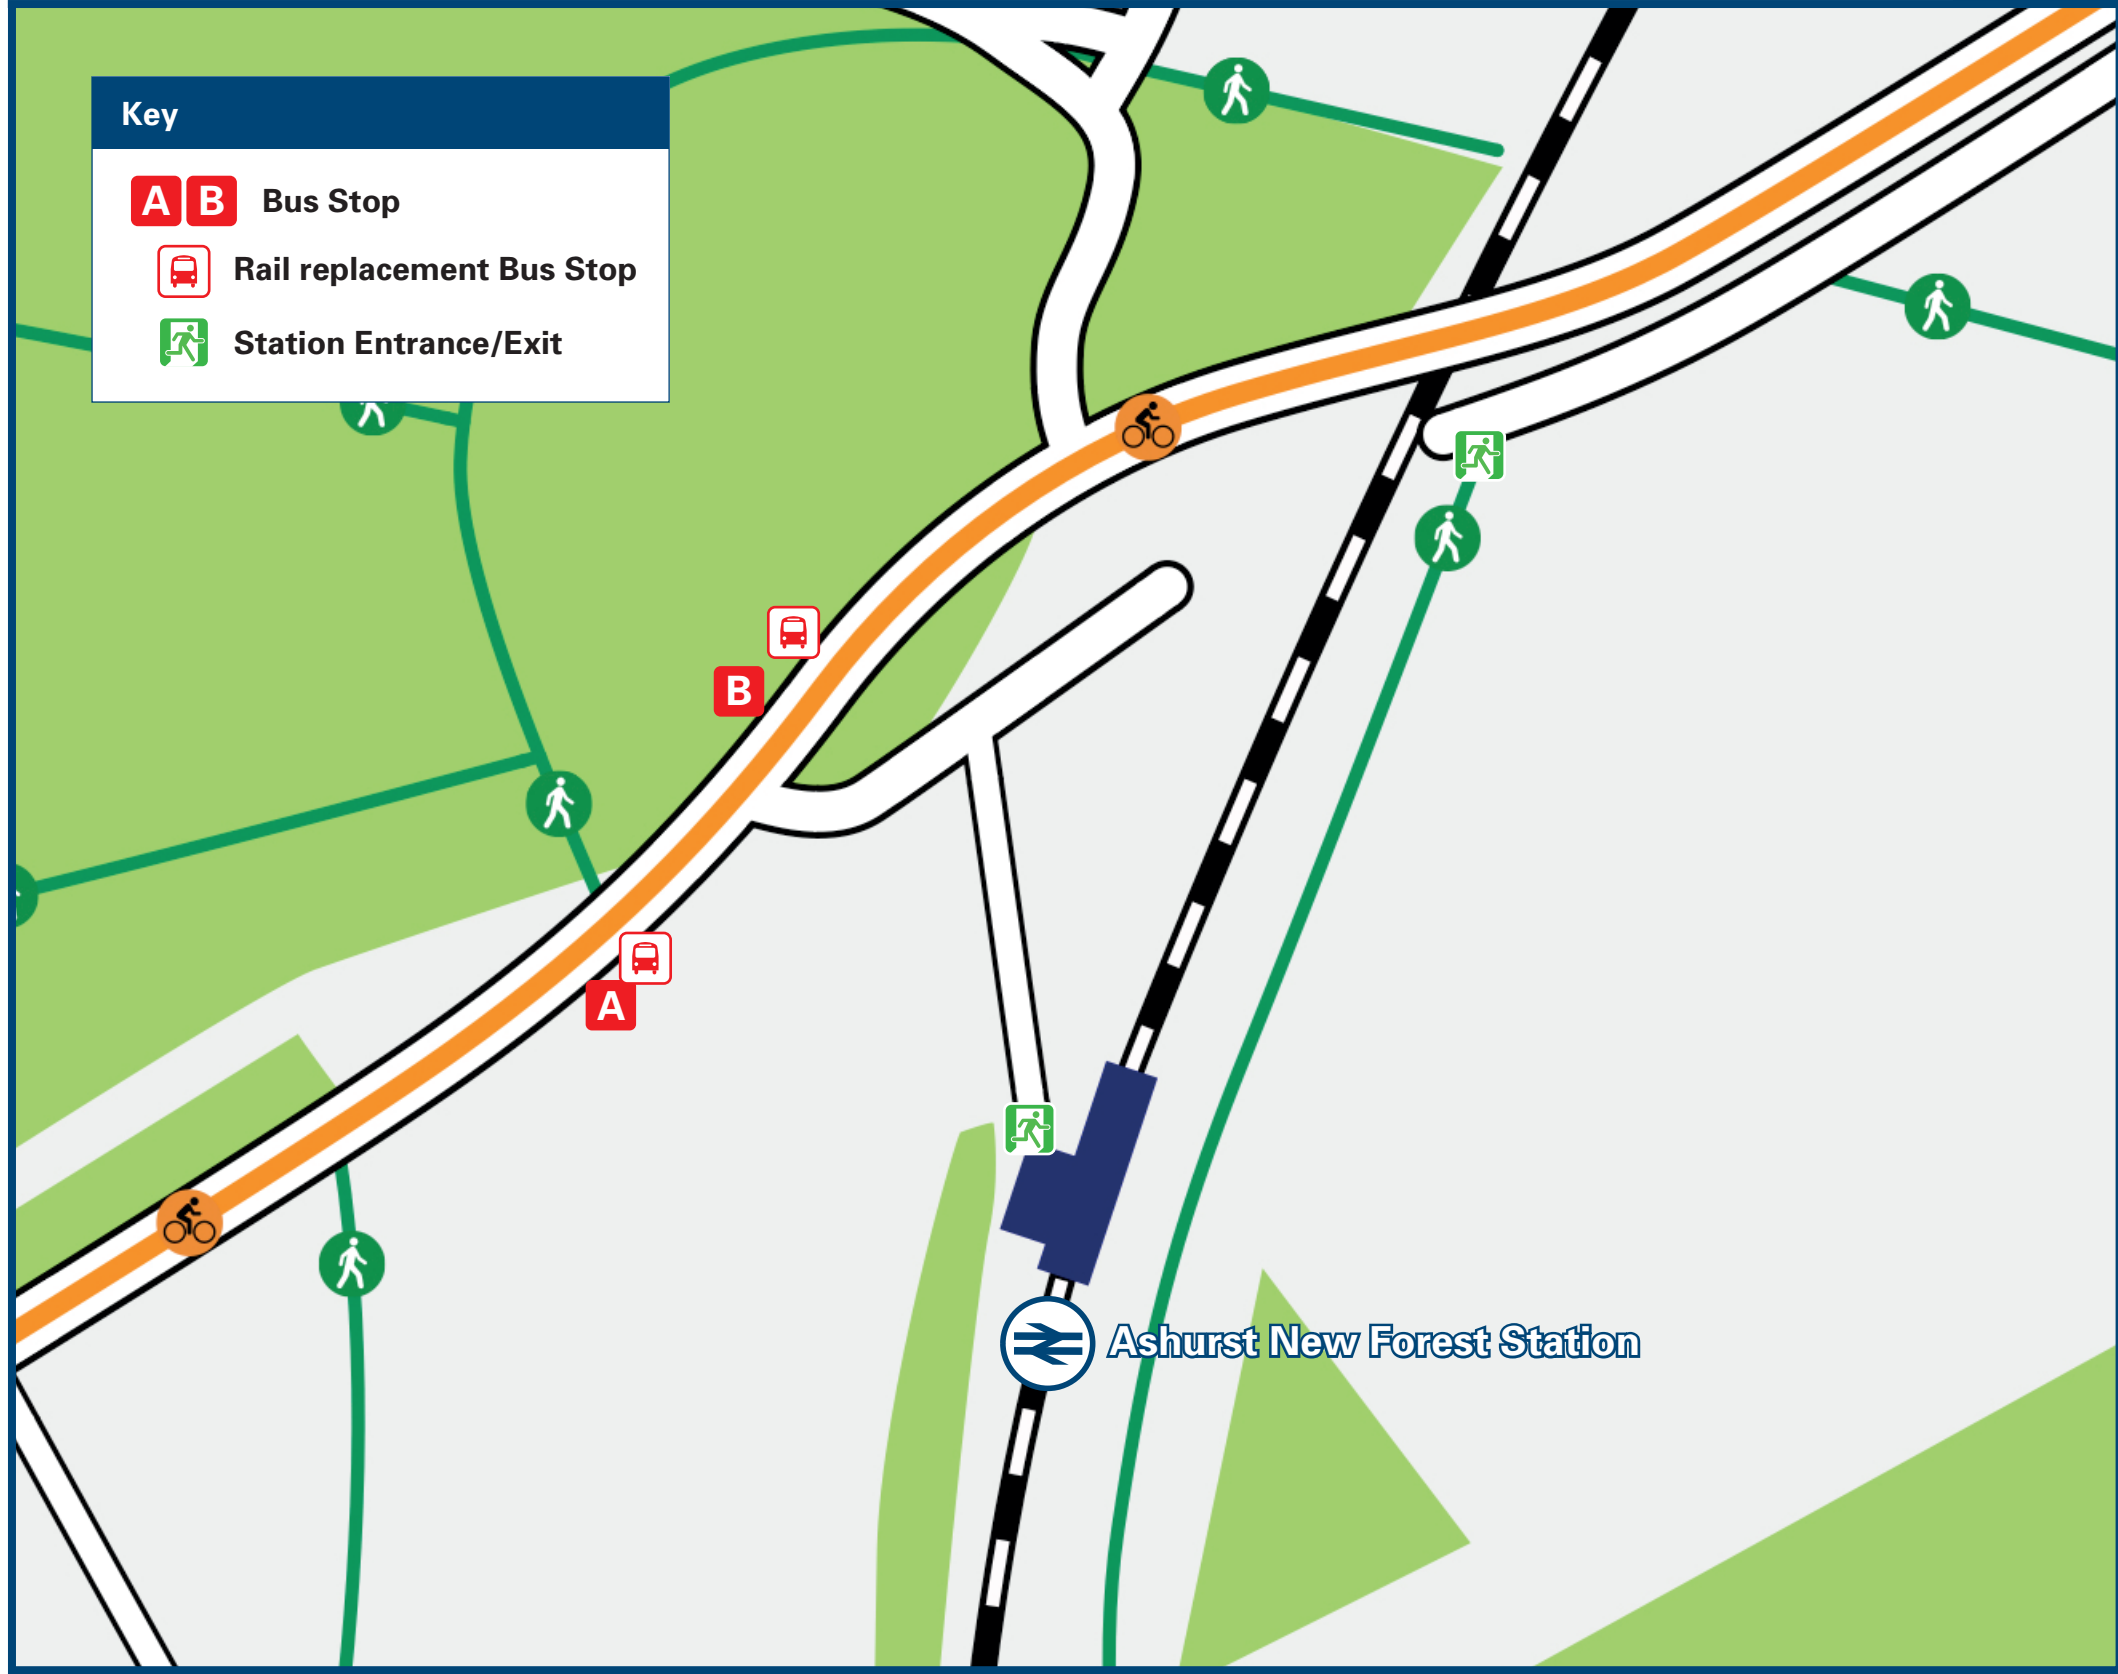 Key
A B Bus Stop
Rail replacement Bus Stop
Station Entrance/Exit
B
A
Ashurst New Forest Station